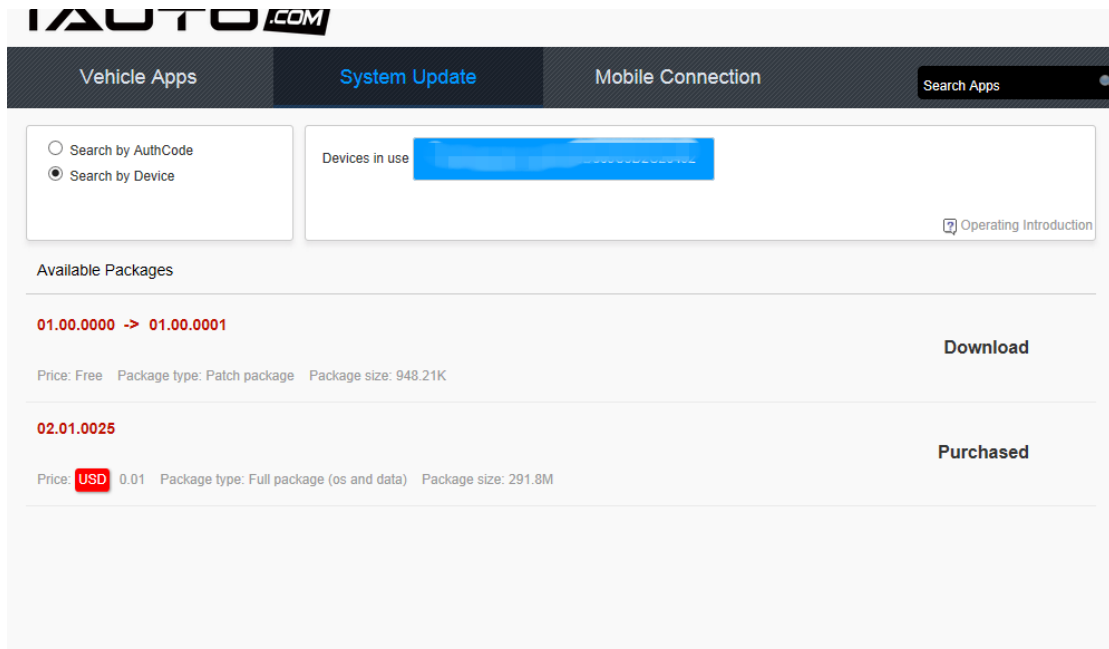 IAUTO.COM
Vehicle Apps System Update Mobile Connection Search Apps
Search by AuthCode
Search by Device
Devices in use
Operating Introduction
Available Packages
01.00.0000 -> 01.00.0001
Download
Price: Free Package type: Patch package Package size: 948.21K
02.01.0025
Purchased
Price: USD 0.01 Package type: Full package (os and data) Package size: 291.8M